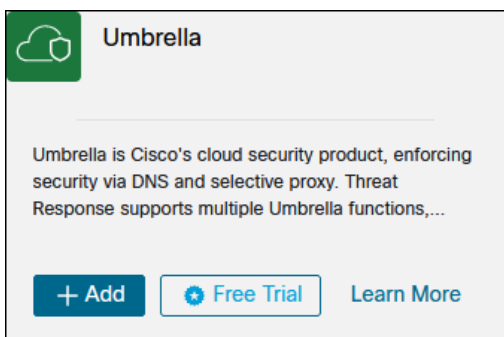 Umbrella
Umbrella is Cisco's cloud security product, enforcing
security via DNS and selective proxy. Threat
Response supports multiple Umbrella functions,...
+ Add
Free Trial
Learn More